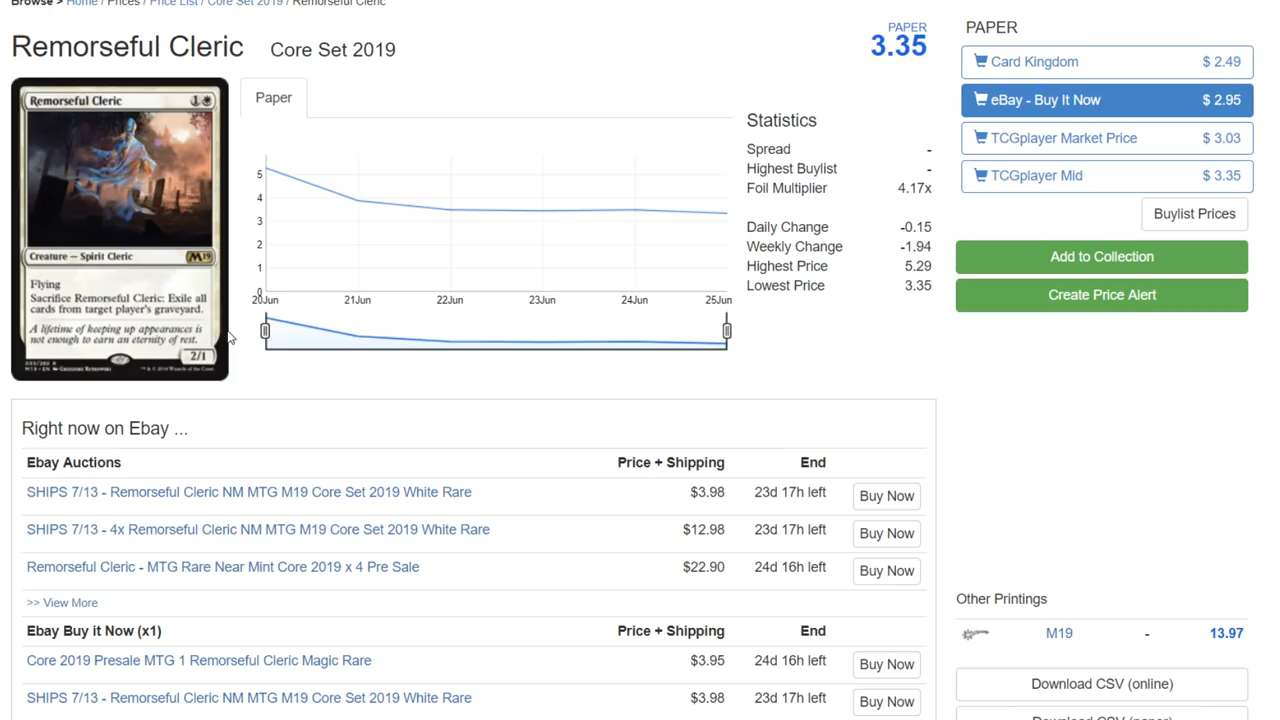 Browse > Home / Prices / Price List / Core Set 2019 / Remorseful Cleric
Remorseful Cleric Core Set 2019
PAPER
3.35
Remorseful Cleric
Creature — Spirit Cleric M19
Flying
Sacrifice Remorseful Cleric: Exile all
cards from target player's graveyard.
A lifetime of keeping up appearances is
not enough to earn an eternity of rest.
2/1
Paper
5
4
3
2
1
0
20Jun 21Jun 22Jun 23Jun 24Jun 25Jun
Statistics
Spread -
Highest Buylist -
Foil Multiplier 4.17x
Daily Change -0.15
Weekly Change -1.94
Highest Price 5.29
Lowest Price 3.35
PAPER
Card Kingdom $ 2.49
eBay - Buy It Now $ 2.95
TCGplayer Market Price $ 3.03
TCGplayer Mid $ 3.35
Buylist Prices
Add to Collection
Create Price Alert
Right now on Ebay ...
Ebay Auctions Price + Shipping End
SHIPS 7/13 - Remorseful Cleric NM MTG M19 Core Set 2019 White Rare $3.98 23d 17h left Buy Now
SHIPS 7/13 - 4x Remorseful Cleric NM MTG M19 Core Set 2019 White Rare $12.98 23d 17h left Buy Now
Remorseful Cleric - MTG Rare Near Mint Core 2019 x 4 Pre Sale $22.90 24d 16h left Buy Now
>> View More
Ebay Buy it Now (x1) Price + Shipping End
Core 2019 Presale MTG 1 Remorseful Cleric Magic Rare $3.95 24d 16h left Buy Now
SHIPS 7/13 - Remorseful Cleric NM MTG M19 Core Set 2019 White Rare $3.98 23d 17h left Buy Now
Other Printings
M19 - 13.97
Download CSV (online)
Download CSV (paper)